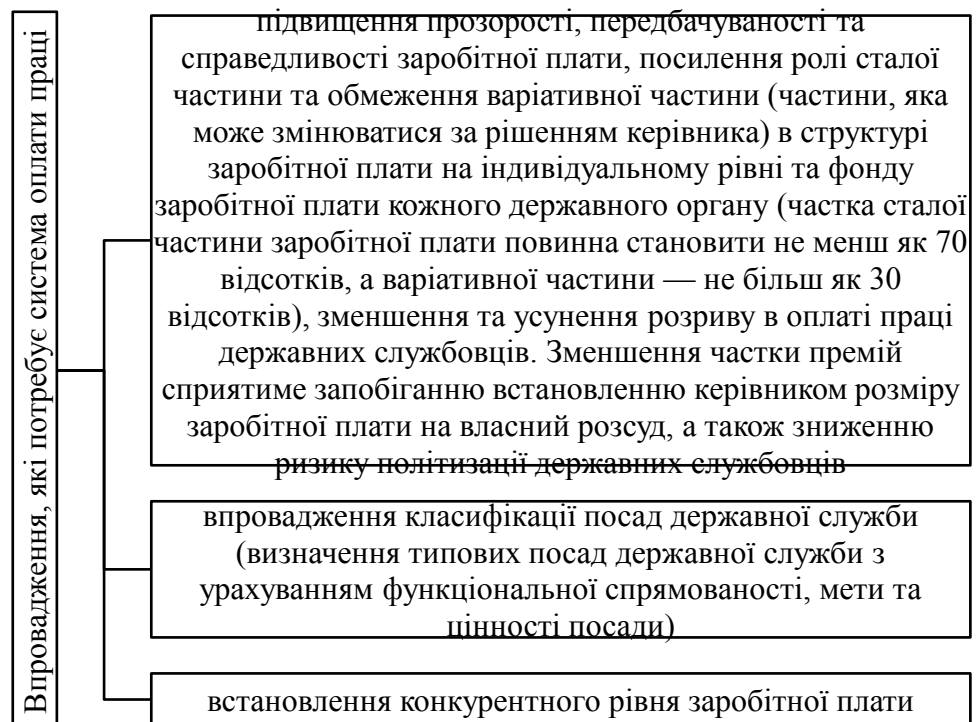 Впровадження, які потребує система оплати праці
підвищення прозорості, передбачуваності та
справедливості заробітної плати, посилення ролі сталої
частини та обмеження варіативної частини (частини, яка
може змінюватися за рішенням керівника) в структурі
заробітної плати на індивідуальному рівні та фонду
заробітної плати кожного державного органу (частка сталої
частини заробітної плати повинна становити не менш як 70
відсотків, а варіативної частини — не більш як 30
відсотків), зменшення та усунення розриву в оплаті праці
державних службовців. Зменшення частки премій
сприятиме запобіганню встановленню керівником розміру
заробітної плати на власний розсуд, а також зниженню
ризику політизації державних службовців
впровадження класифікації посад державної служби
(визначення типових посад державної служби з
урахуванням функціональної спрямованості, мети та
цінності посади)
встановлення конкурентного рівня заробітної плати